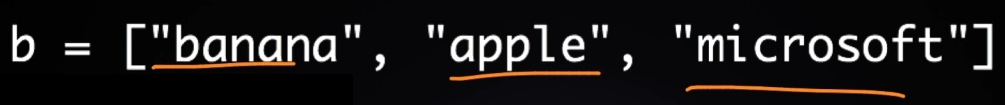 b = ["banana", "apple", "microsoft"]